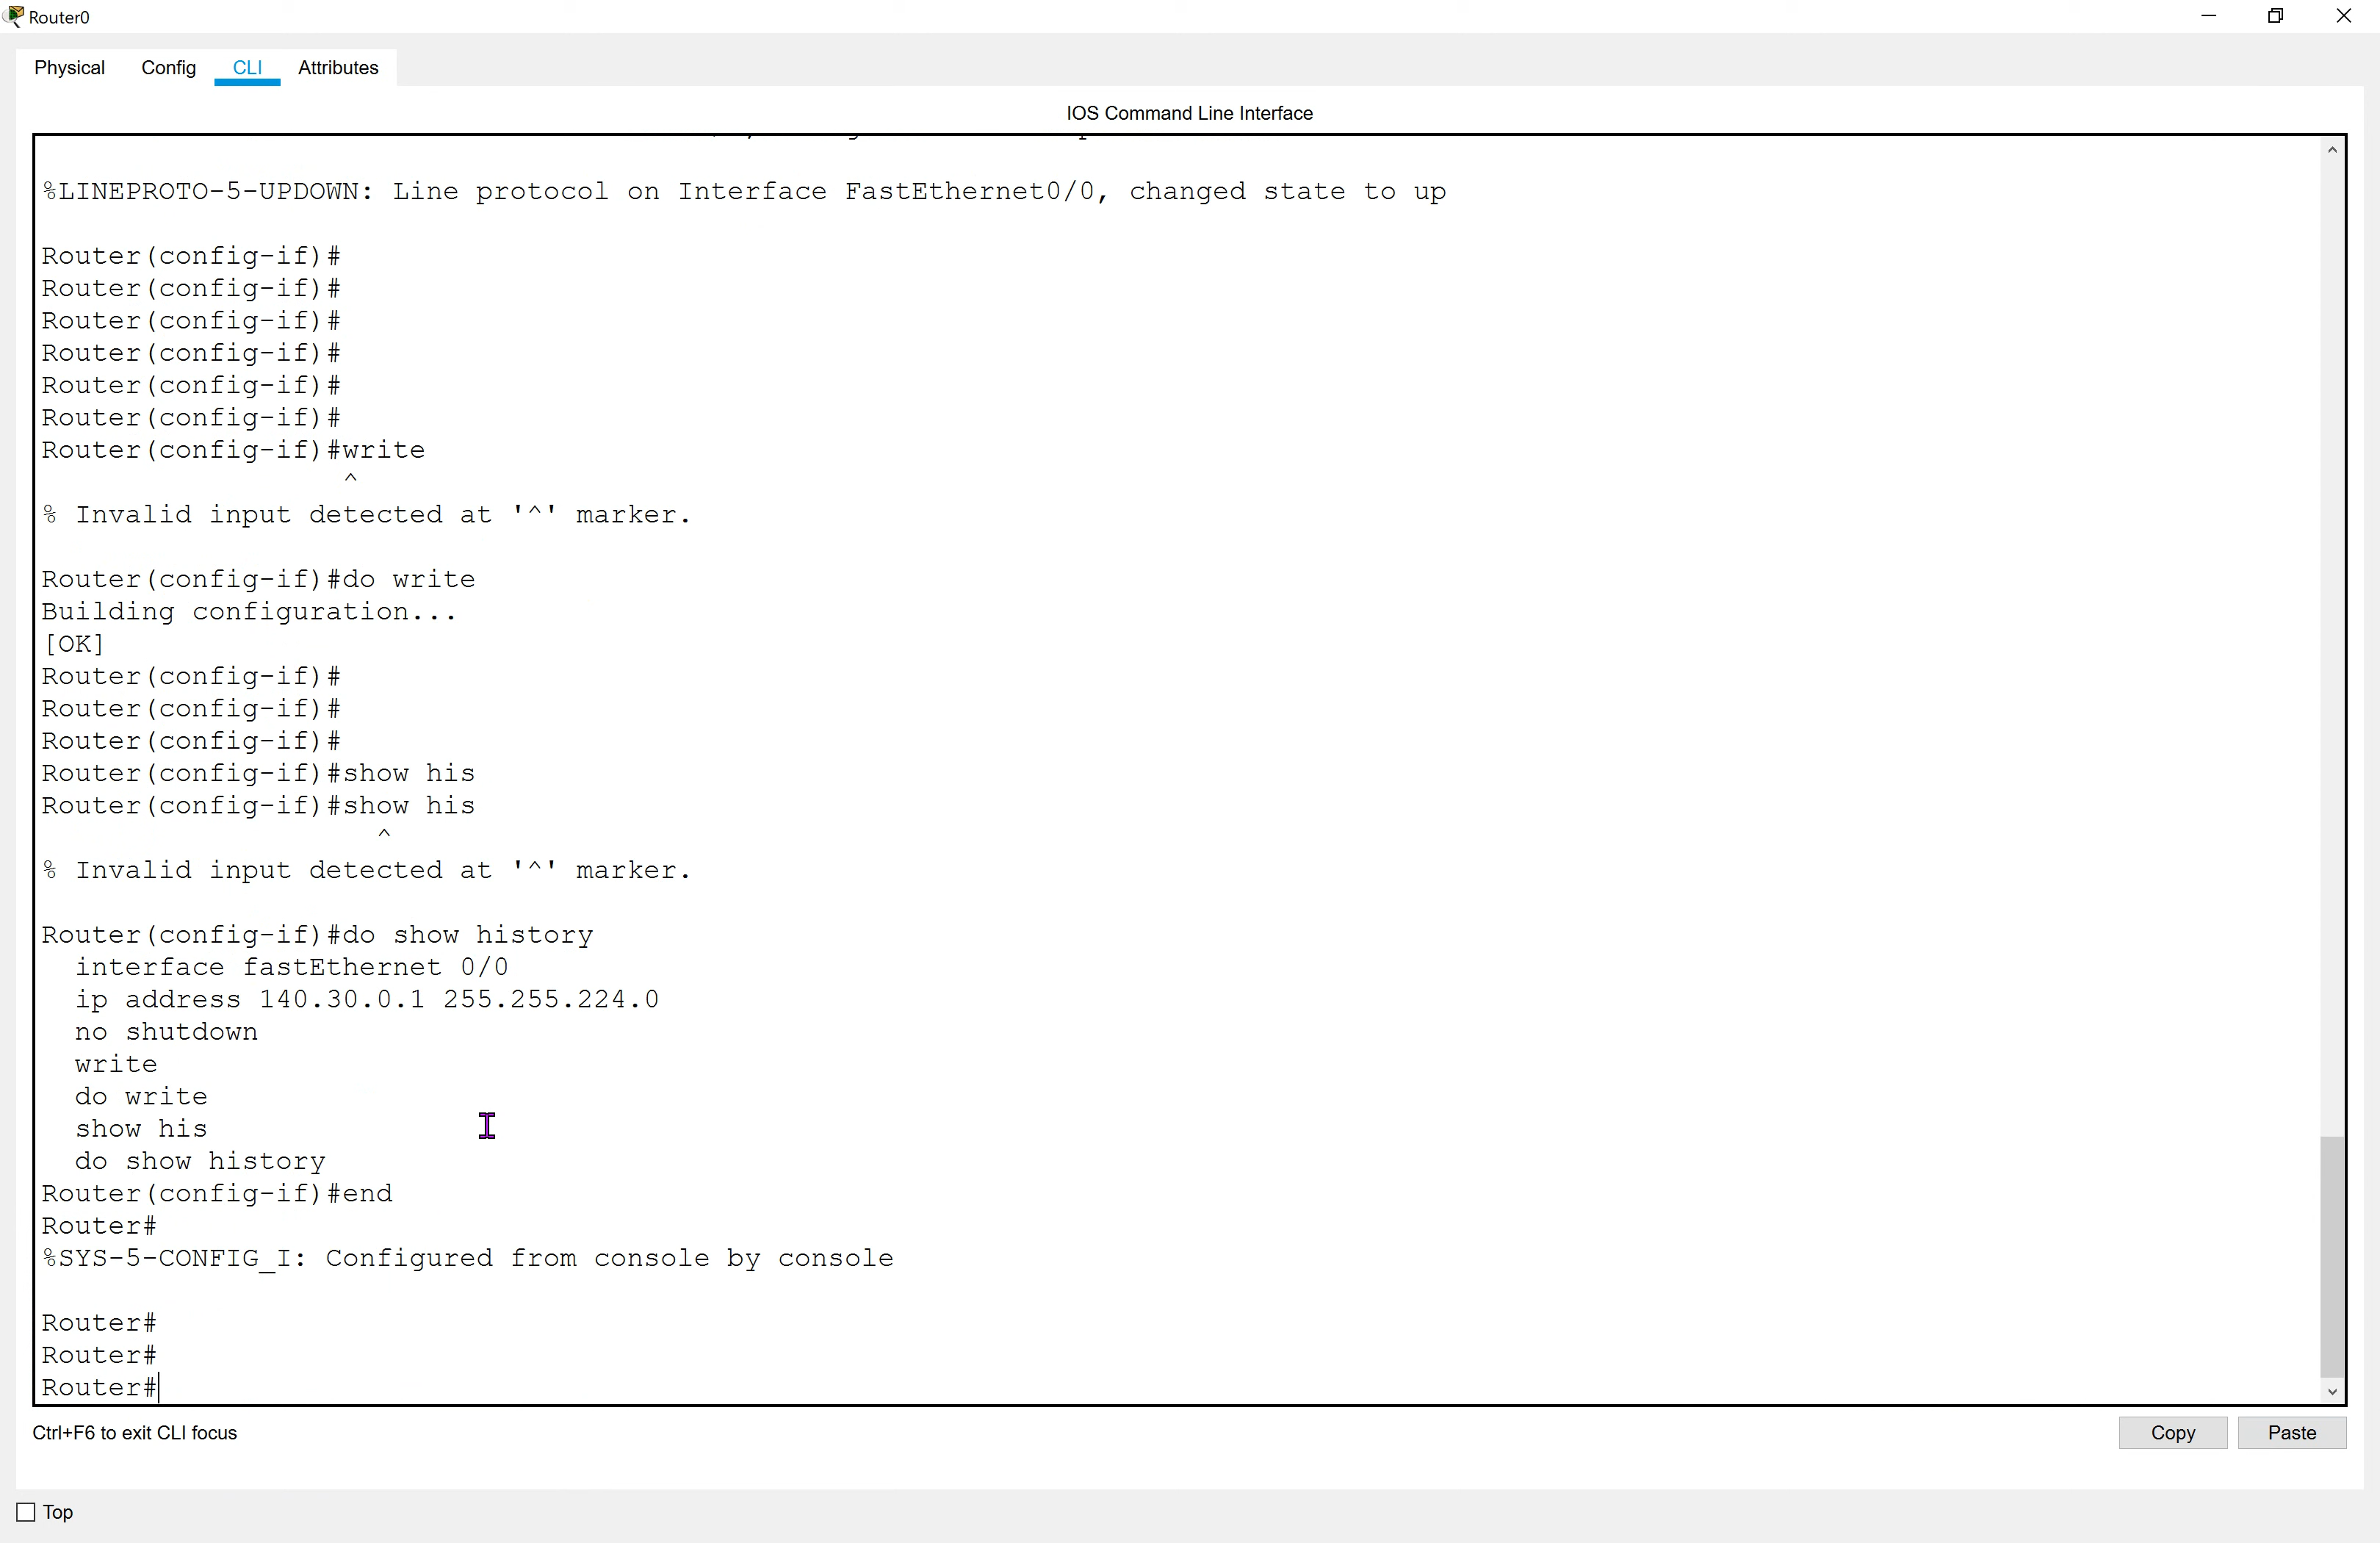 Router0
Physical Config CLI Attributes
IOS Command Line Interface
%LINEPROTO-5-UPDOWN: Line protocol on Interface FastEthernet0/0, changed state to up
Router(config-if)#
Router(config-if)#
Router(config-if)#
Router(config-if)#
Router(config-if)#
Router(config-if)#
Router(config-if)#write
^
% Invalid input detected at '^' marker.
Router(config-if)#do write
Building configuration...
[OK]
Router(config-if)#
Router(config-if)#
Router(config-if)#
Router(config-if)#show his
Router(config-if)#show his
^
% Invalid input detected at '^' marker.
Router(config-if)#do show history
interface fastEthernet 0/0
ip address 140.30.0.1 255.255.224.0
no shutdown
write
do write
show his
do show history
Router(config-if)#end
Router#
%SYS-5-CONFIG_I: Configured from console by console
Router#
Router#
Router#
Ctrl+F6 to exit CLI focus
Copy Paste
Top